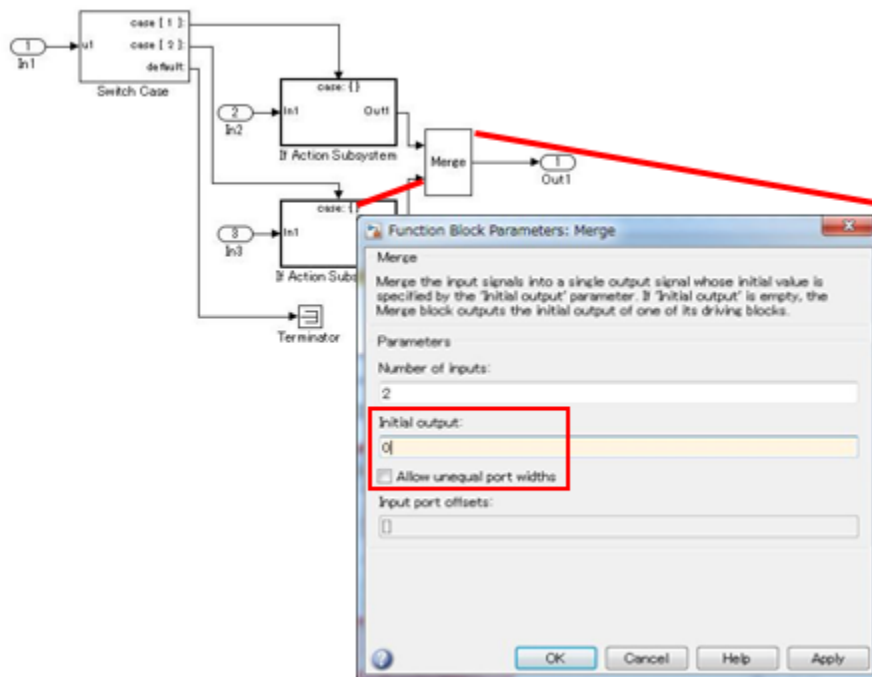 case [ 1 ]:
1
In1
u1
case [ 2 ]:
default:
Switch Case
case: { }
2
In2
In1
Out1
If Action Subsystem
Merge
1
Out1
case: { }
3
In3
In1
If Action Subs
Terminator
Function Block Parameters: Merge
Merge
Merge the input signals into a single output signal whose initial value is
specified by the 'Initial output' parameter. If 'Initial output' is empty, the
Merge block outputs the initial output of one of its driving blocks.
Parameters
Number of inputs:
2
Initial output:
0
Allow unequal port widths
Input port offsets:
[]
OK
Cancel
Help
Apply